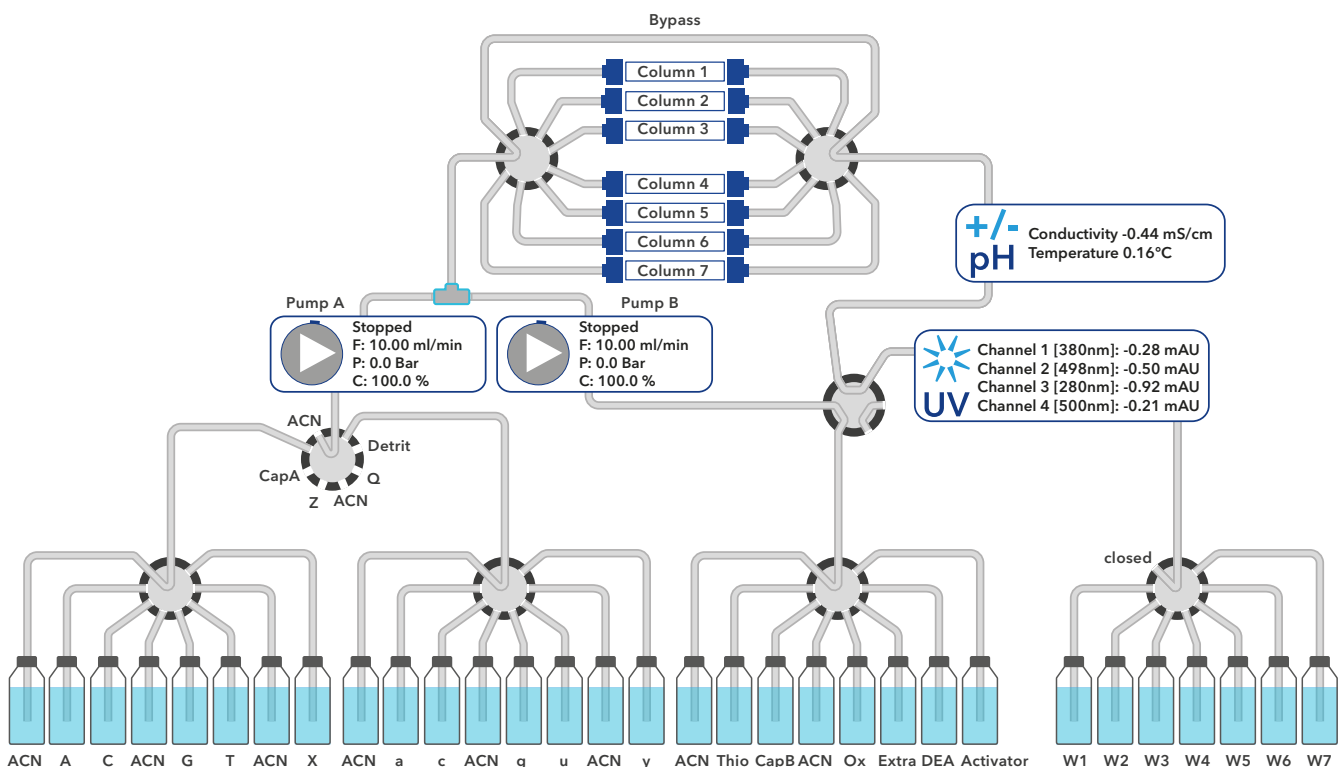 Bypass
Column 1
Column 2
Column 3
Column 4
Column 5
Column 6
Column 7
+/-
pH
Conductivity -0.44 mS/cm
Temperature 0.16°C
Pump A
Stopped
F: 10.00 ml/min
P: 0.0 Bar
C: 100.0 %
Pump B
Stopped
F: 10.00 ml/min
P: 0.0 Bar
C: 100.0 %
UV
Channel 1 [380nm]: -0.28 mAU
Channel 2 [498nm]: -0.50 mAU
Channel 3 [280nm]: -0.92 mAU
Channel 4 [500nm]: -0.21 mAU
ACN
Detrit
CapA
Q
Z
ACN
closed
ACN A C ACN G T ACN X
ACN a c ACN g u ACN y
ACN Thio CapB ACN Ox Extra DEA Activator
W1 W2 W3 W4 W5 W6 W7